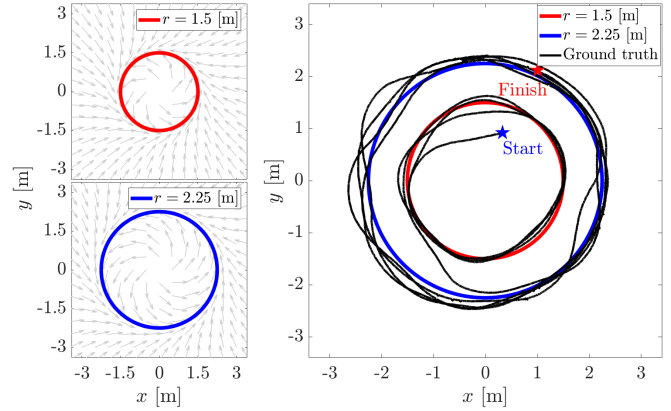 r = 1.5 [m]
3
1.5
0
-1.5
-3
y [m]
r = 2.25 [m]
3
1.5
0
-1.5
-3
-3 -1.5 0 1.5 3
x [m]
r = 1.5 [m]
r = 2.25 [m]
Ground truth
Finish
Start
3
2
1
0
-1
-2
-3
y [m]
-3 -2 -1 0 1 2 3
x [m]